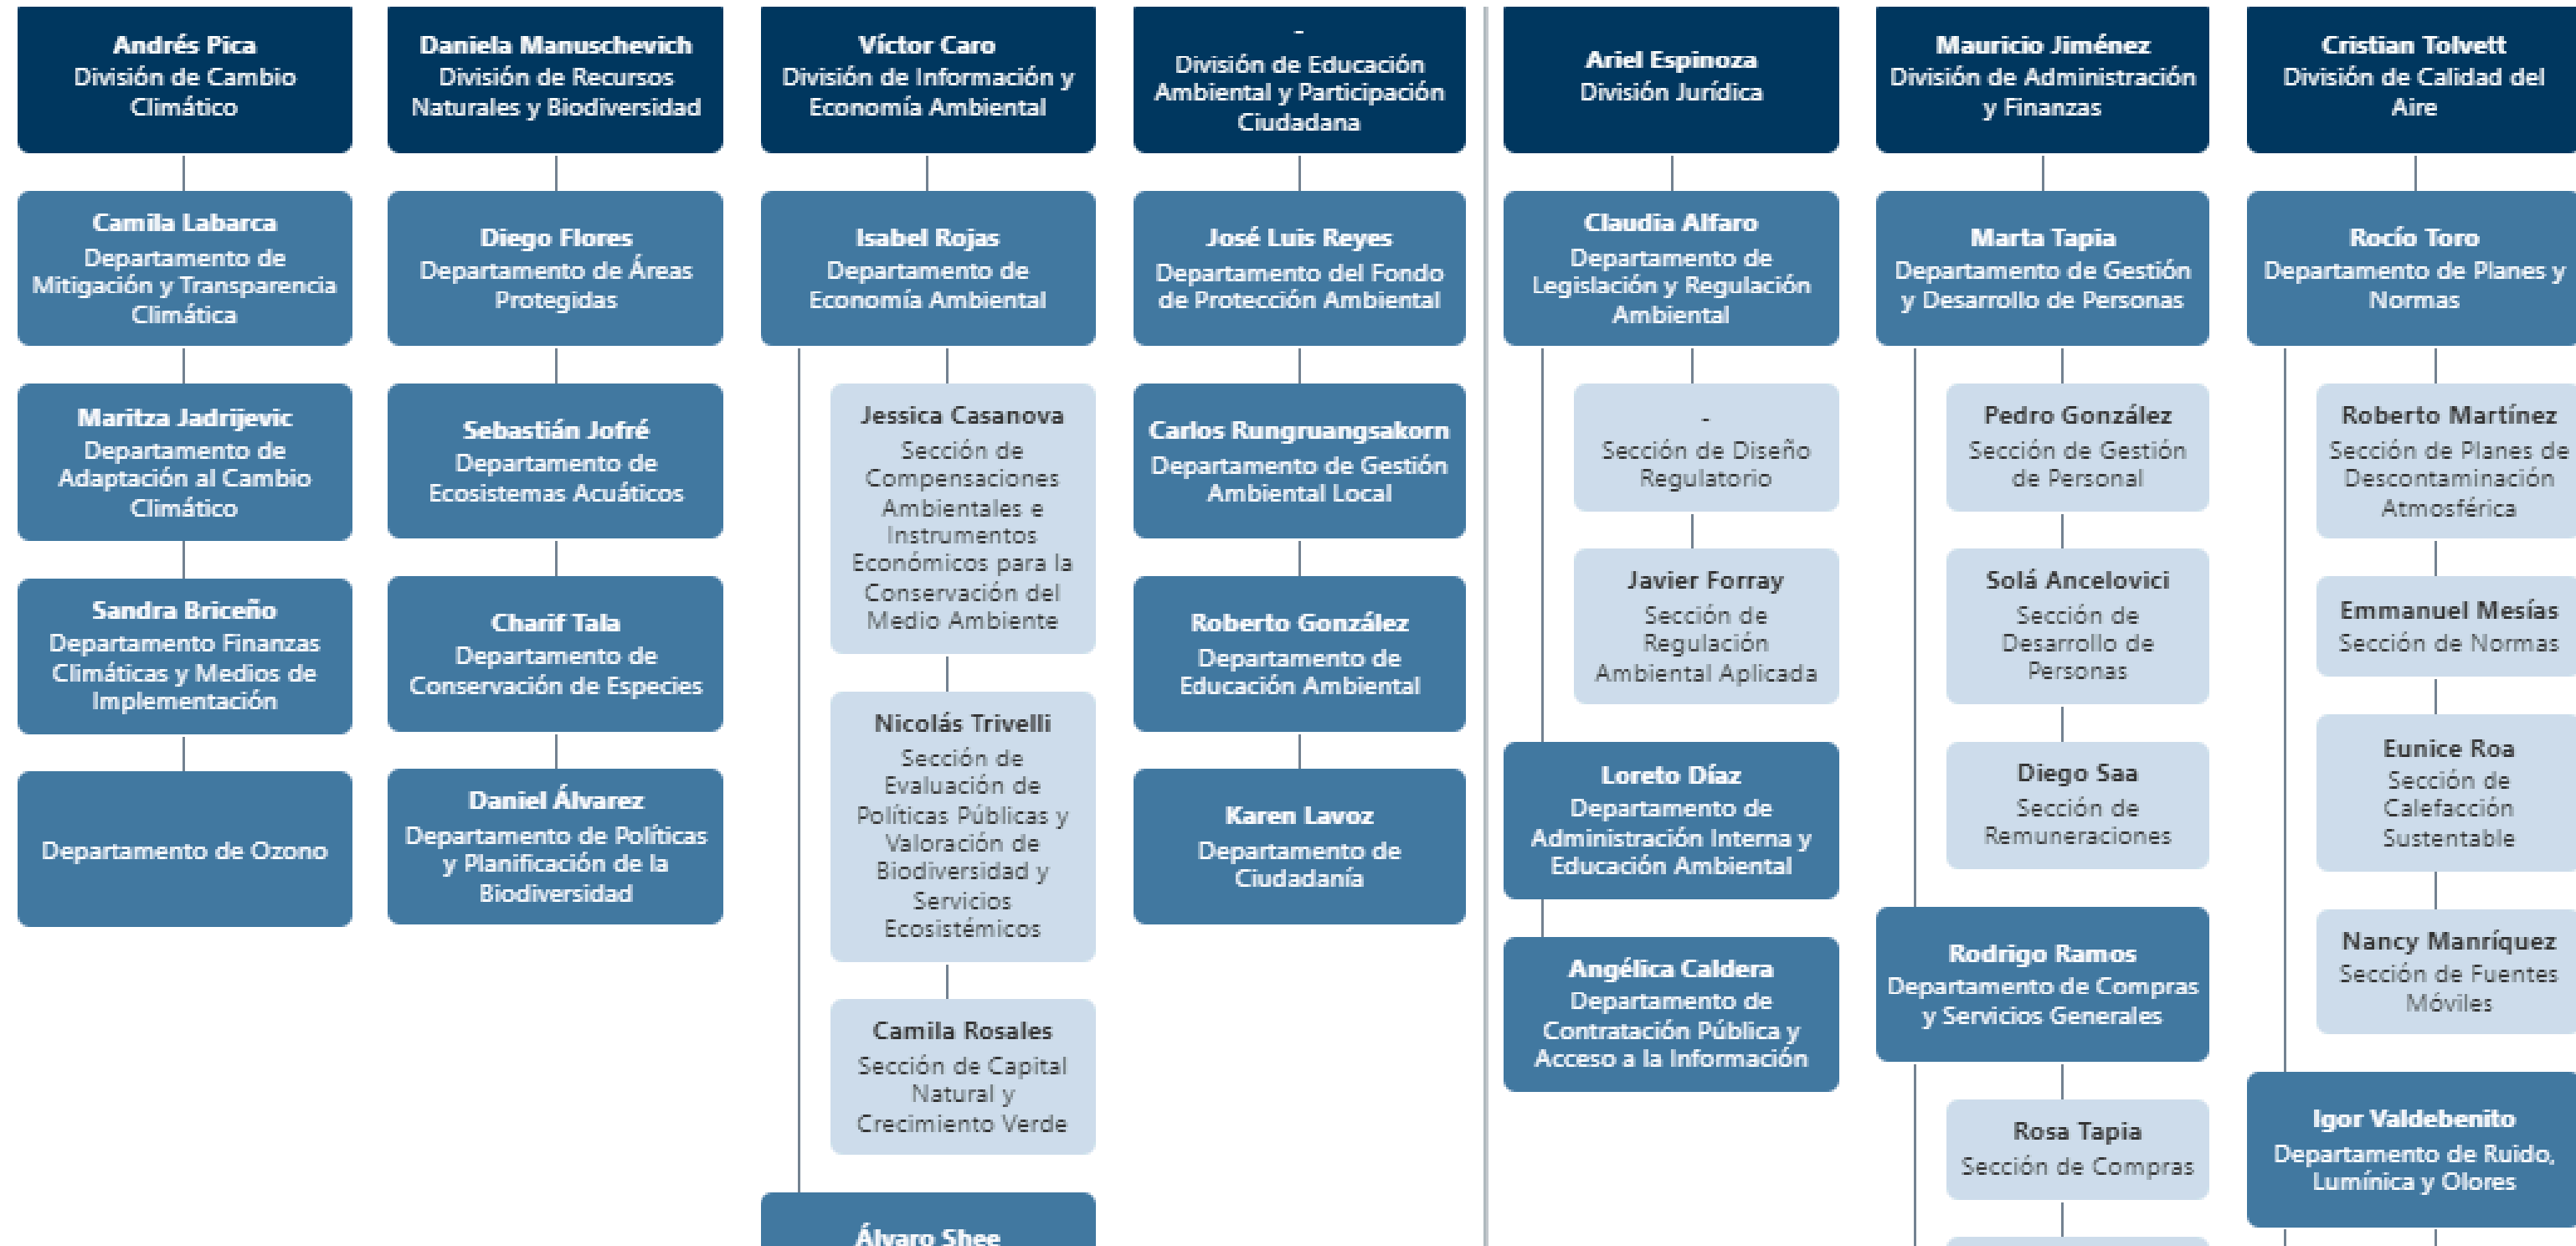 Andrés Pica
División de Cambio
Climático
Camila Labarca
Departamento de
Mitigación y Transparencia
Climática
Maritza Jadrijevic
Departamento de
Adaptación al Cambio
Climático
Sandra Briceño
Departamento Finanzas
Climáticas y Medios de
Implementación
Departamento de Ozono
Daniela Manuschevich
División de Recursos
Naturales y Biodiversidad
Diego Flores
Departamento de Áreas
Protegidas
Sebastián Jofré
Departamento de
Ecosistemas Acuáticos
Charif Tala
Departamento de
Conservación de Especies
Daniel Álvarez
Departamento de Políticas
y Planificación de la
Biodiversidad
Víctor Caro
División de Información y
Economía Ambiental
Isabel Rojas
Departamento de
Economía Ambiental
Jessica Casanova
Sección de
Compensaciones
Ambientales e
Instrumentos
Económicos para la
Conservación del
Medio Ambiente
Nicolás Trivelli
Sección de
Evaluación de
Políticas Públicas y
Valoración de
Biodiversidad y
Servicios
Ecosistémicos
Camila Rosales
Sección de Capital
Natural y
Crecimiento Verde
Álvaro Shee
-
División de Educación
Ambiental y Participación
Ciudadana
José Luis Reyes
Departamento del Fondo
de Protección Ambiental
Carlos Rungruangsakorn
Departamento de Gestión
Ambiental Local
Roberto González
Departamento de
Educación Ambiental
Karen Lavoz
Departamento de
Ciudadanía
Ariel Espinoza
División Jurídica
Claudia Alfaro
Departamento de
Legislación y Regulación
Ambiental
-
Sección de Diseño
Regulatorio
Javier Forray
Sección de
Regulación
Ambiental Aplicada
Loreto Díaz
Departamento de
Administración Interna y
Educación Ambiental
Angélica Caldera
Departamento de
Contratación Pública y
Acceso a la Información
Mauricio Jiménez
División de Administración
y Finanzas
Marta Tapia
Departamento de Gestión
y Desarrollo de Personas
Pedro González
Sección de Gestión
de Personal
Solá Ancelovici
Sección de
Desarrollo de
Personas
Diego Saa
Sección de
Remuneraciones
Rodrigo Ramos
Departamento de Compras
y Servicios Generales
Rosa Tapia
Sección de Compras
Cristian Tolvett
División de Calidad del
Aire
Rocío Toro
Departamento de Planes y
Normas
Roberto Martínez
Sección de Planes de
Descontaminación
Atmosférica
Emmanuel Mesías
Sección de Normas
Eunice Roa
Sección de
Calefacción
Sustentable
Nancy Manríquez
Sección de Fuentes
Móviles
Igor Valdebenito
Departamento de Ruido,
Lumínica y Olores